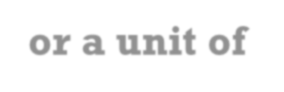 or a unit of